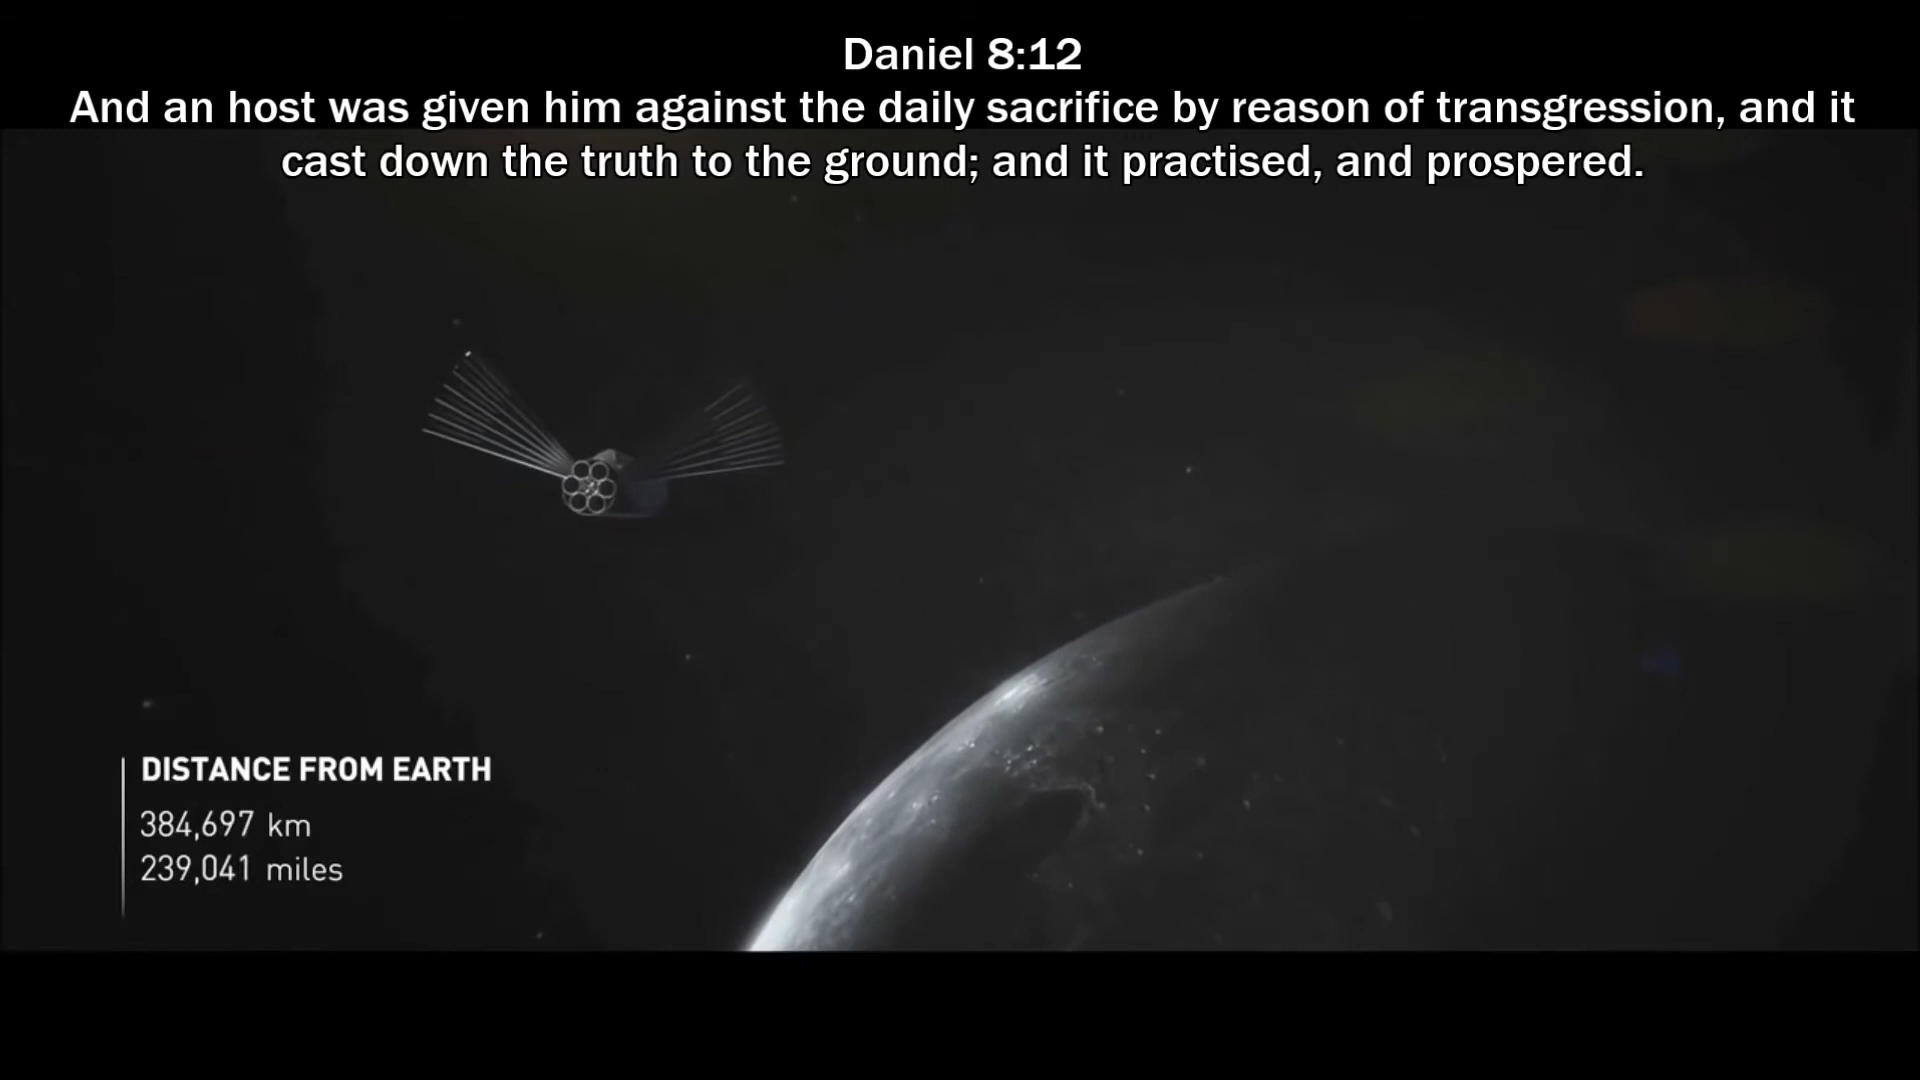 Daniel 8:12
And an host was given him against the daily sacrifice by reason of transgression, and it
cast down the truth to the ground; and it practised, and prospered.
DISTANCE FROM EARTH
384,697 km
239,041 miles